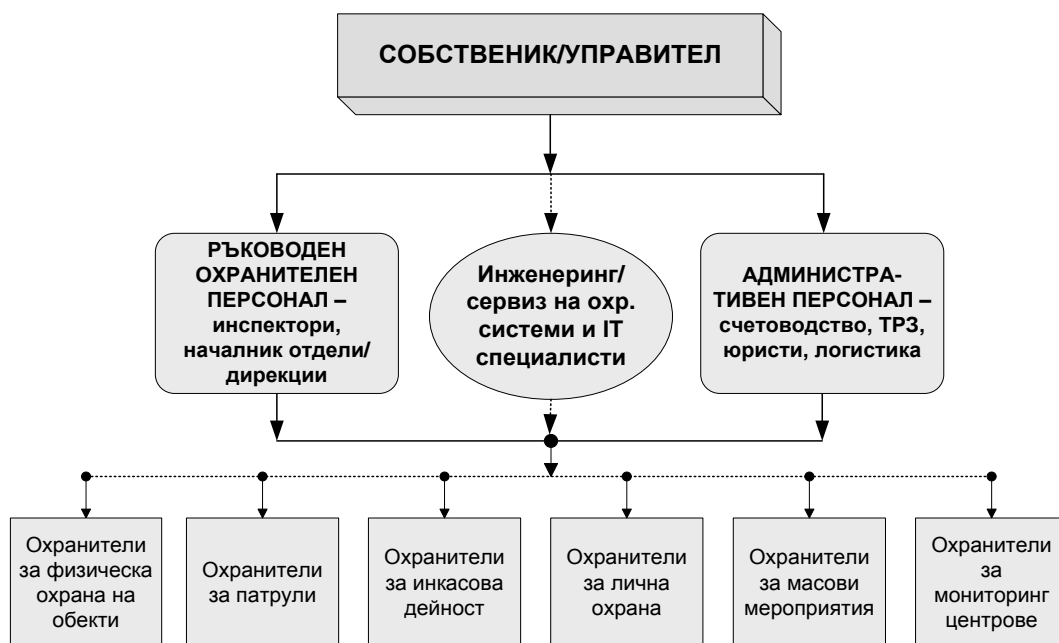 СОБСТВЕНИК/УПРАВИТЕЛ
РЪКОВОДЕН
ОХРАНИТЕЛЕН
ПЕРСОНАЛ –
инспектори,
началник отдели/
дирекции
Инженеринг/
сервиз на охр.
системи и IT
специалисти
АДМИНИСТРА-
ТИВЕН ПЕРСОНАЛ –
счетоводство, ТРЗ,
юристи, логистика
Охранители
за физическа
охрана на
обекти
Охранители
за патрули
Охранители
за инкасова
дейност
Охранители
за лична
охрана
Охранители
за масови
мероприятия
Охранители
за
мониторинг
центрове